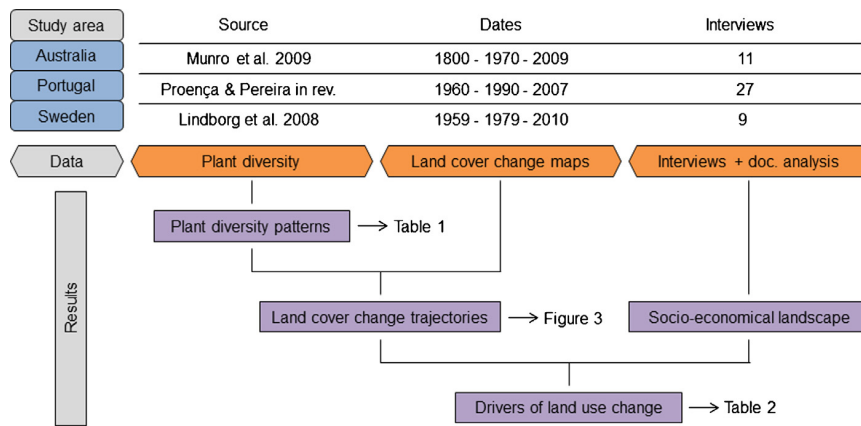 Study area Source Dates Interviews
Australia Munro et al. 2009 1800 - 1970 - 2009 11
Portugal Proença & Pereira in rev. 1960 - 1990 - 2007 27
Sweden Lindborg et al. 2008 1959 - 1979 - 2010 9
Data Plant diversity Land cover change maps Interviews + doc. analysis
Results
Plant diversity patterns Table 1
Land cover change trajectories Figure 3 Socio-economical landscape
Drivers of land use change Table 2